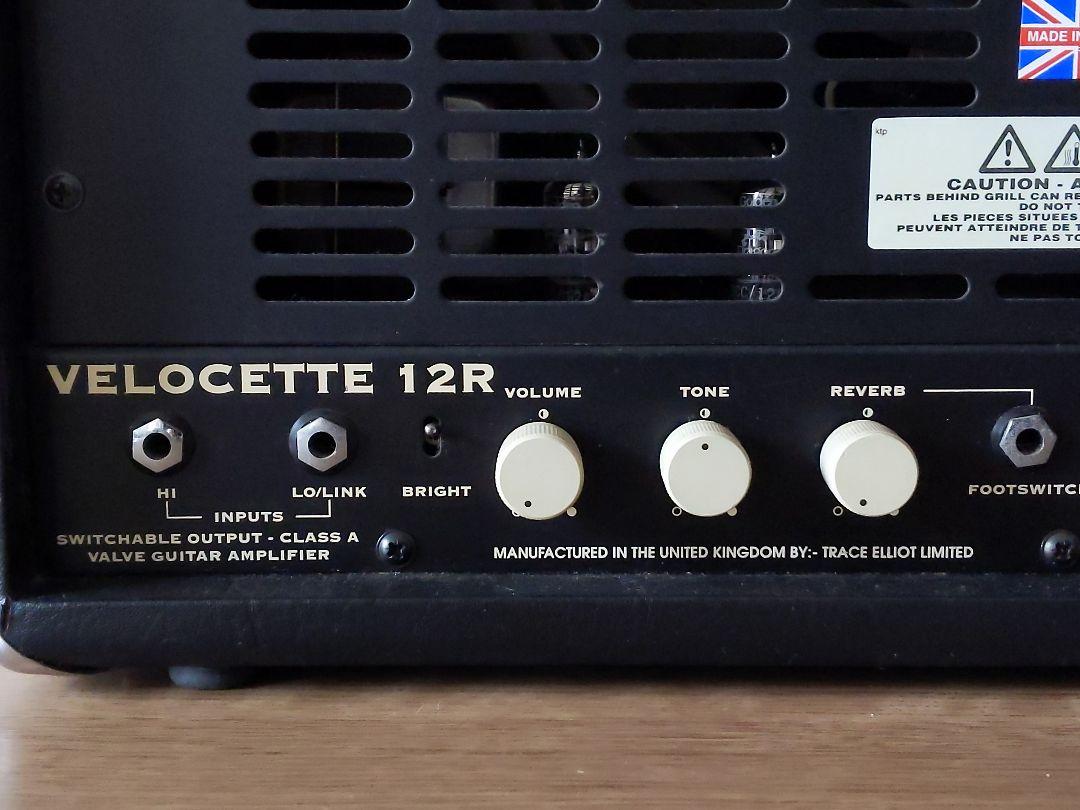 MADE IN
ktp
CAUTION - A
PARTS BEHIND GRILL CAN RE
DO NOT T
LES PIECES SITUEES
PEUVENT ATTEINDRE DE T
NE PAS TO
VELOCETTE 12R
VOLUME
TONE
REVERB
HI
LO/LINK
BRIGHT
FOOTSWITCH
INPUTS
SWITCHABLE OUTPUT - CLASS A
VALVE GUITAR AMPLIFIER
MANUFACTURED IN THE UNITED KINGDOM BY:- TRACE ELLIOT LIMITED